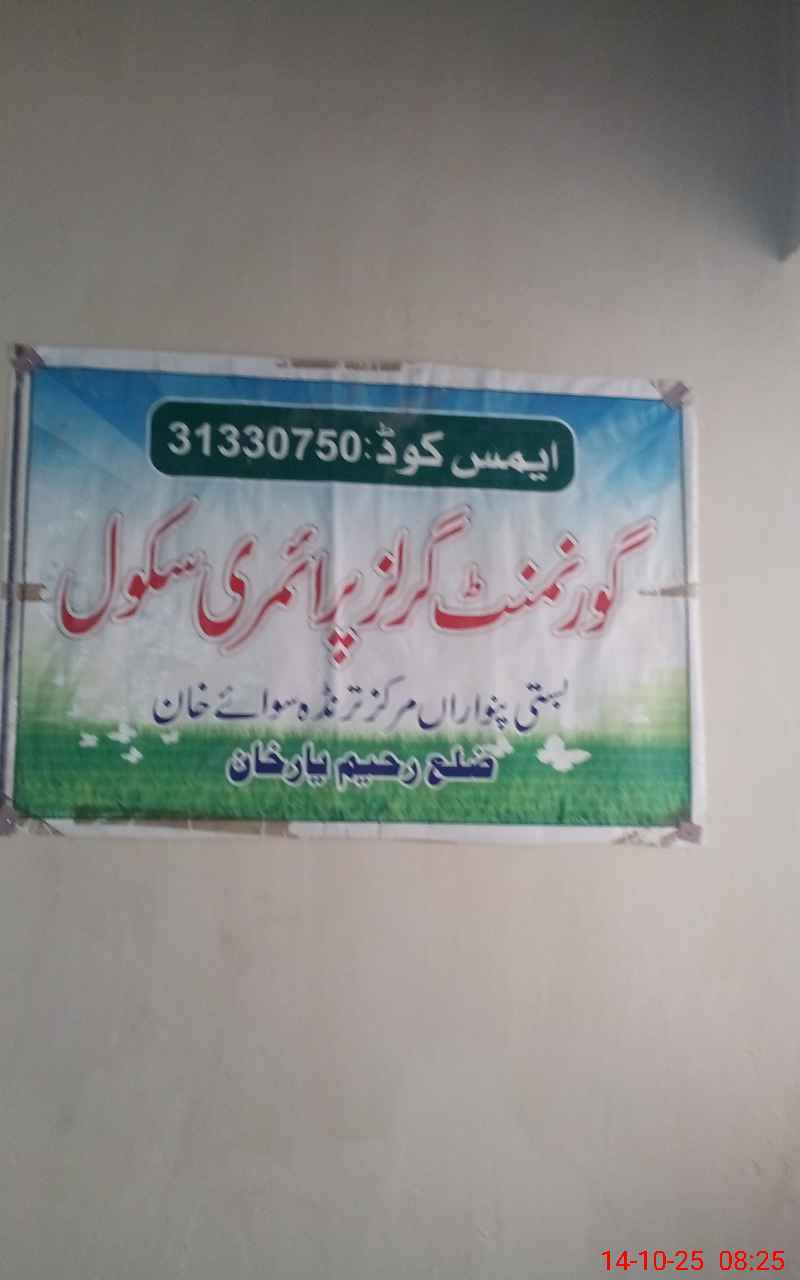 ایمس کوڈ:31330750
گورنمنٹ گرلز پرائمری سکول
بستی پنواراں مرکز ترنڈہ سوائے خان
ضلع رحیم یار خان
14-10-25 08:25